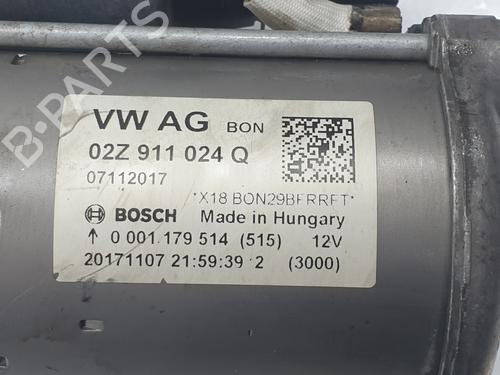 B-PARTS
VW AG BON
02Z 911 024 Q
07112017
*X18 BON29BFRRFT*
BOSCH Made in Hungary
↑ 0 001 179 514 (515) 12V
20171107 21:59:39 2 (3000)